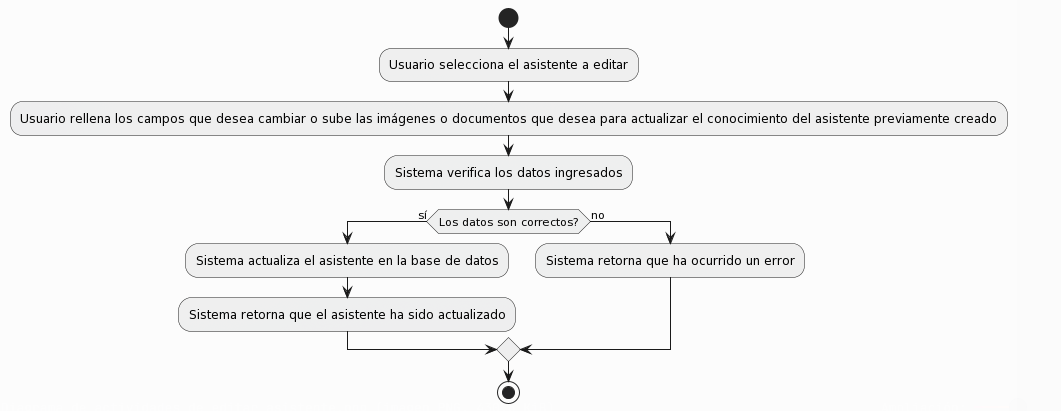 Usuario selecciona el asistente a editar
Usuario rellena los campos que desea cambiar o sube las imágenes o documentos que desea para actualizar el conocimiento del asistente previamente creado
Sistema verifica los datos ingresados
sí
Los datos son correctos?
no
Sistema actualiza el asistente en la base de datos
Sistema retorna que ha ocurrido un error
Sistema retorna que el asistente ha sido actualizado